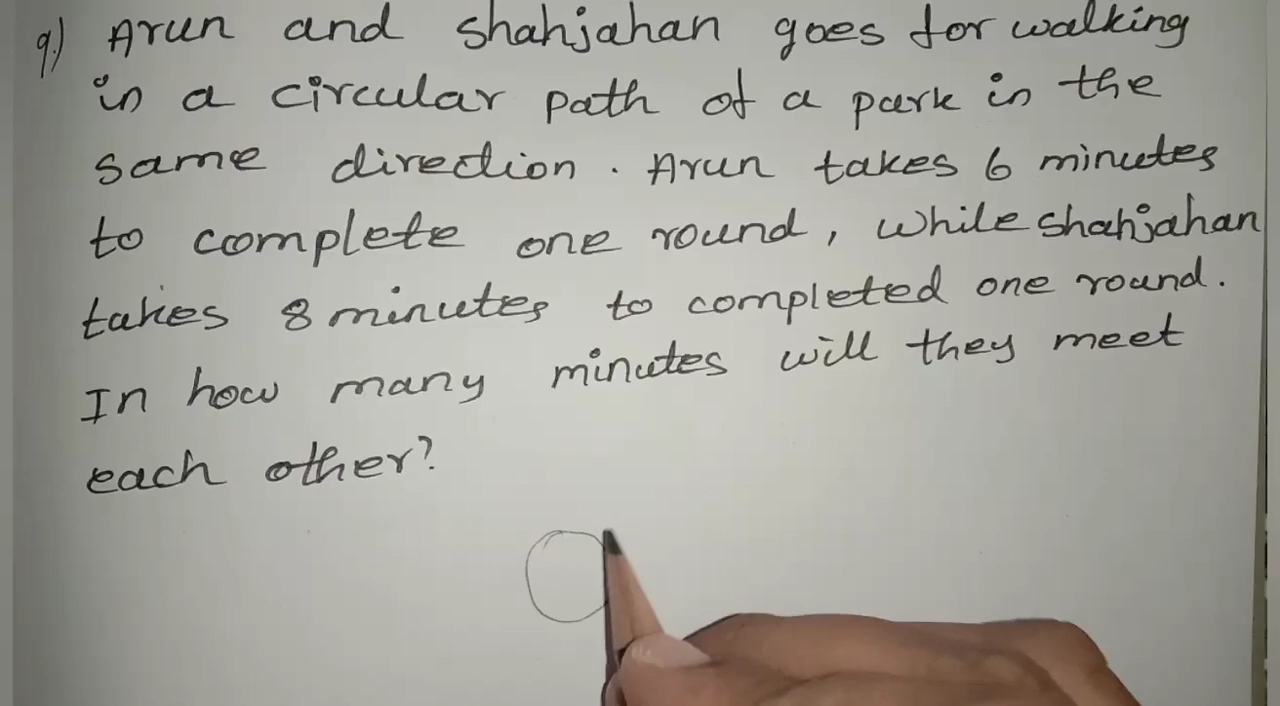 9.) Arun and shahjahan goes for walking
in a circular path of a park in the
same direction. Arun takes 6 minutes
to complete one round, while shahjahan
takes 8 minutes to completed one round.
In how many minutes will they meet
each other?